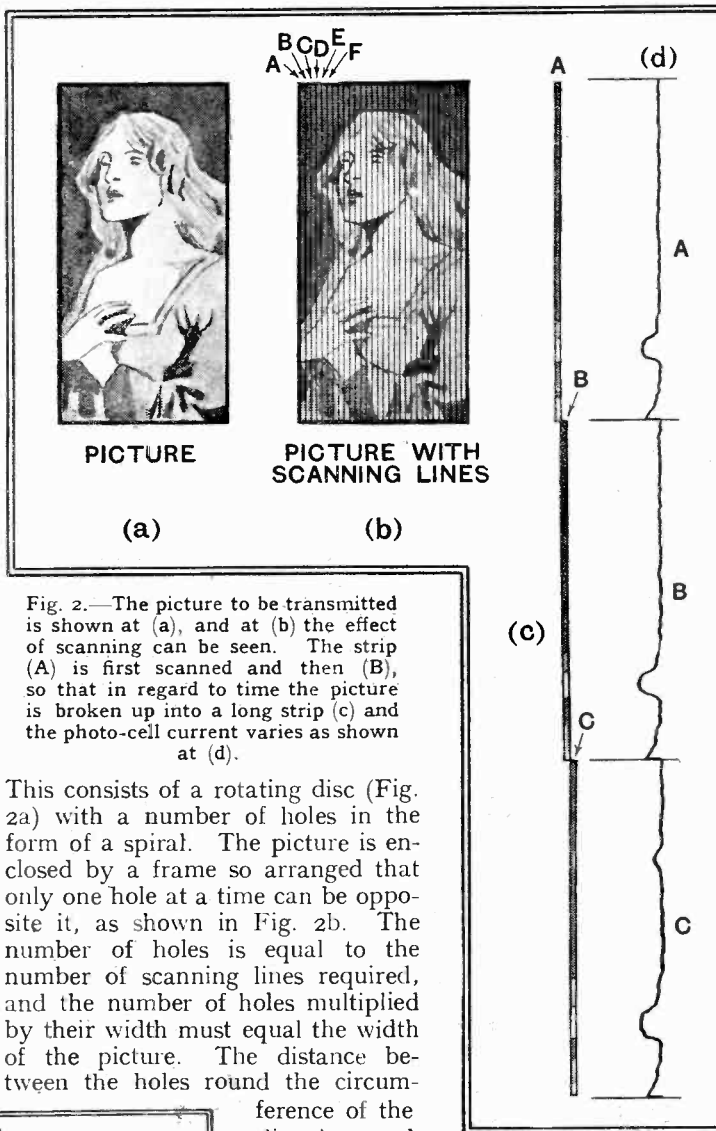 A B C D E F
PICTURE
PICTURE WITH
SCANNING LINES
(a)
(b)
A
(d)
A
B
B
(c)
C
C
Fig. 2.—The picture to be transmitted
is shown at (a), and at (b) the effect
of scanning can be seen. The strip
(A) is first scanned and then (B),
so that in regard to time the picture
is broken up into a long strip (c) and
the photo-cell current varies as shown
at (d).
This consists of a rotating disc (Fig.
2a) with a number of holes in the
form of a spiral. The picture is en-
closed by a frame so arranged that
only one hole at a time can be oppo-
site it, as shown in Fig. 2b. The
number of holes is equal to the
number of scanning lines required,
and the number of holes multiplied
by their width must equal the width
of the picture. The distance be-
tween the holes round the circum-
ference of the